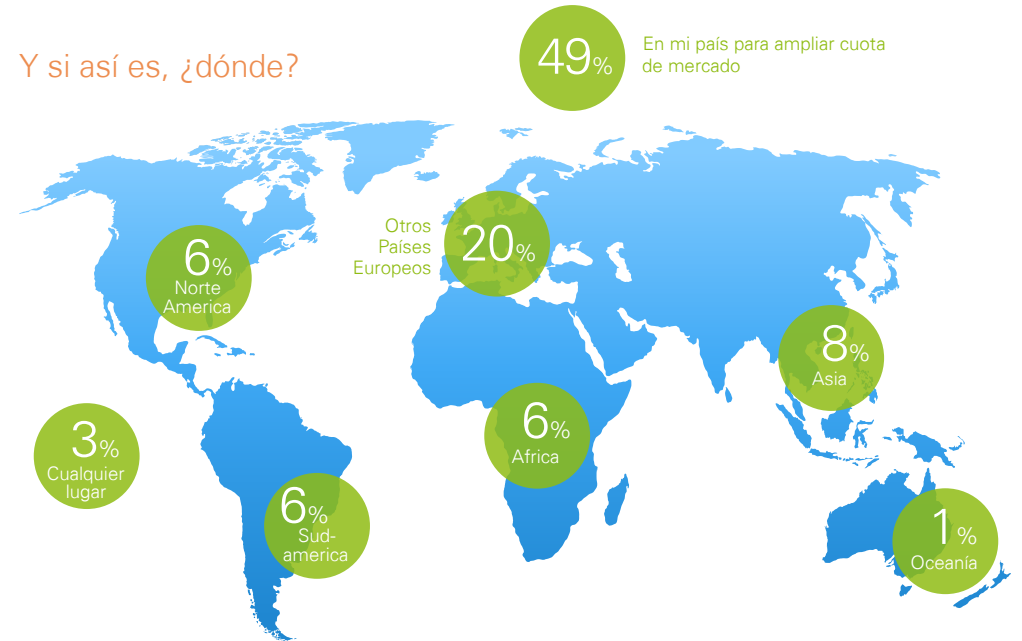 Y si así es, ¿dónde?
49%
En mi país para ampliar cuota
de mercado
Otros
Países
Europeos
20%
6%
Norte
America
8%
Asia
6%
Africa
3%
Cualquier
lugar
6%
Sud-
america
1%
Oceanía